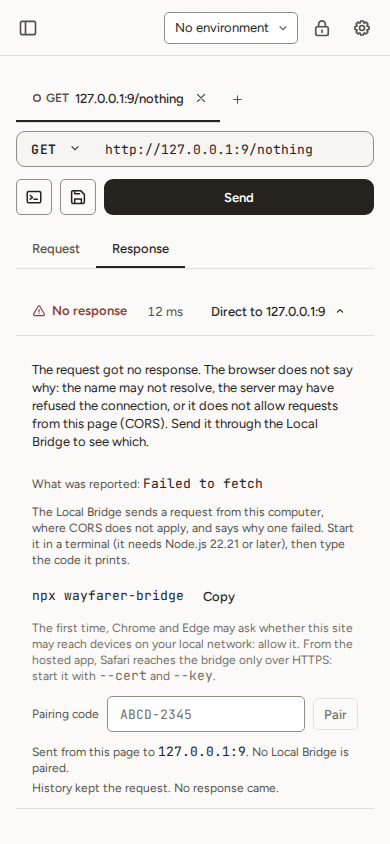 No environment
GET 127.0.0.1:9/nothing
GET http://127.0.0.1:9/nothing
Send
Request Response
No response 12 ms Direct to 127.0.0.1:9
The request got no response. The browser does not say
why: the name may not resolve, the server may have
refused the connection, or it does not allow requests
from this page (CORS). Send it through the Local
Bridge to see which.
What was reported: Failed to fetch
The Local Bridge sends a request from this computer,
where CORS does not apply, and says why one failed. Start
it in a terminal (it needs Node.js 22.21 or later), then type
the code it prints.
npx wayfarer-bridge Copy
The first time, Chrome and Edge may ask whether this site
may reach devices on your local network: allow it. From the
hosted app, Safari reaches the bridge only over HTTPS:
start it with --cert and --key.
Pairing code ABCD-2345 Pair
Sent from this page to 127.0.0.1:9. No Local Bridge is
paired.
History kept the request. No response came.